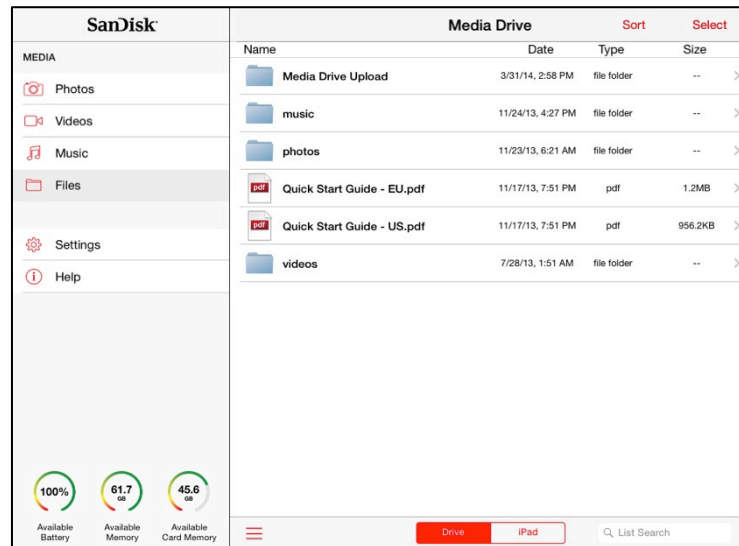 SanDisk
MEDIA
Photos
Videos
Music
Files
Settings
Help
100%
61.7
GB
45.6
GB
Available
Battery
Available
Memory
Available
Card Memory
Media Drive Sort Select
Name Date Type Size
Media Drive Upload 3/31/14, 2:58 PM file folder --
music 11/24/13, 4:27 PM file folder --
photos 11/23/13, 6:21 AM file folder --
pdf Quick Start Guide - EU.pdf 11/17/13, 7:51 PM pdf 1.2MB
pdf Quick Start Guide - US.pdf 11/17/13, 7:51 PM pdf 956.2KB
videos 7/28/13, 1:51 AM file folder --
Drive iPad List Search